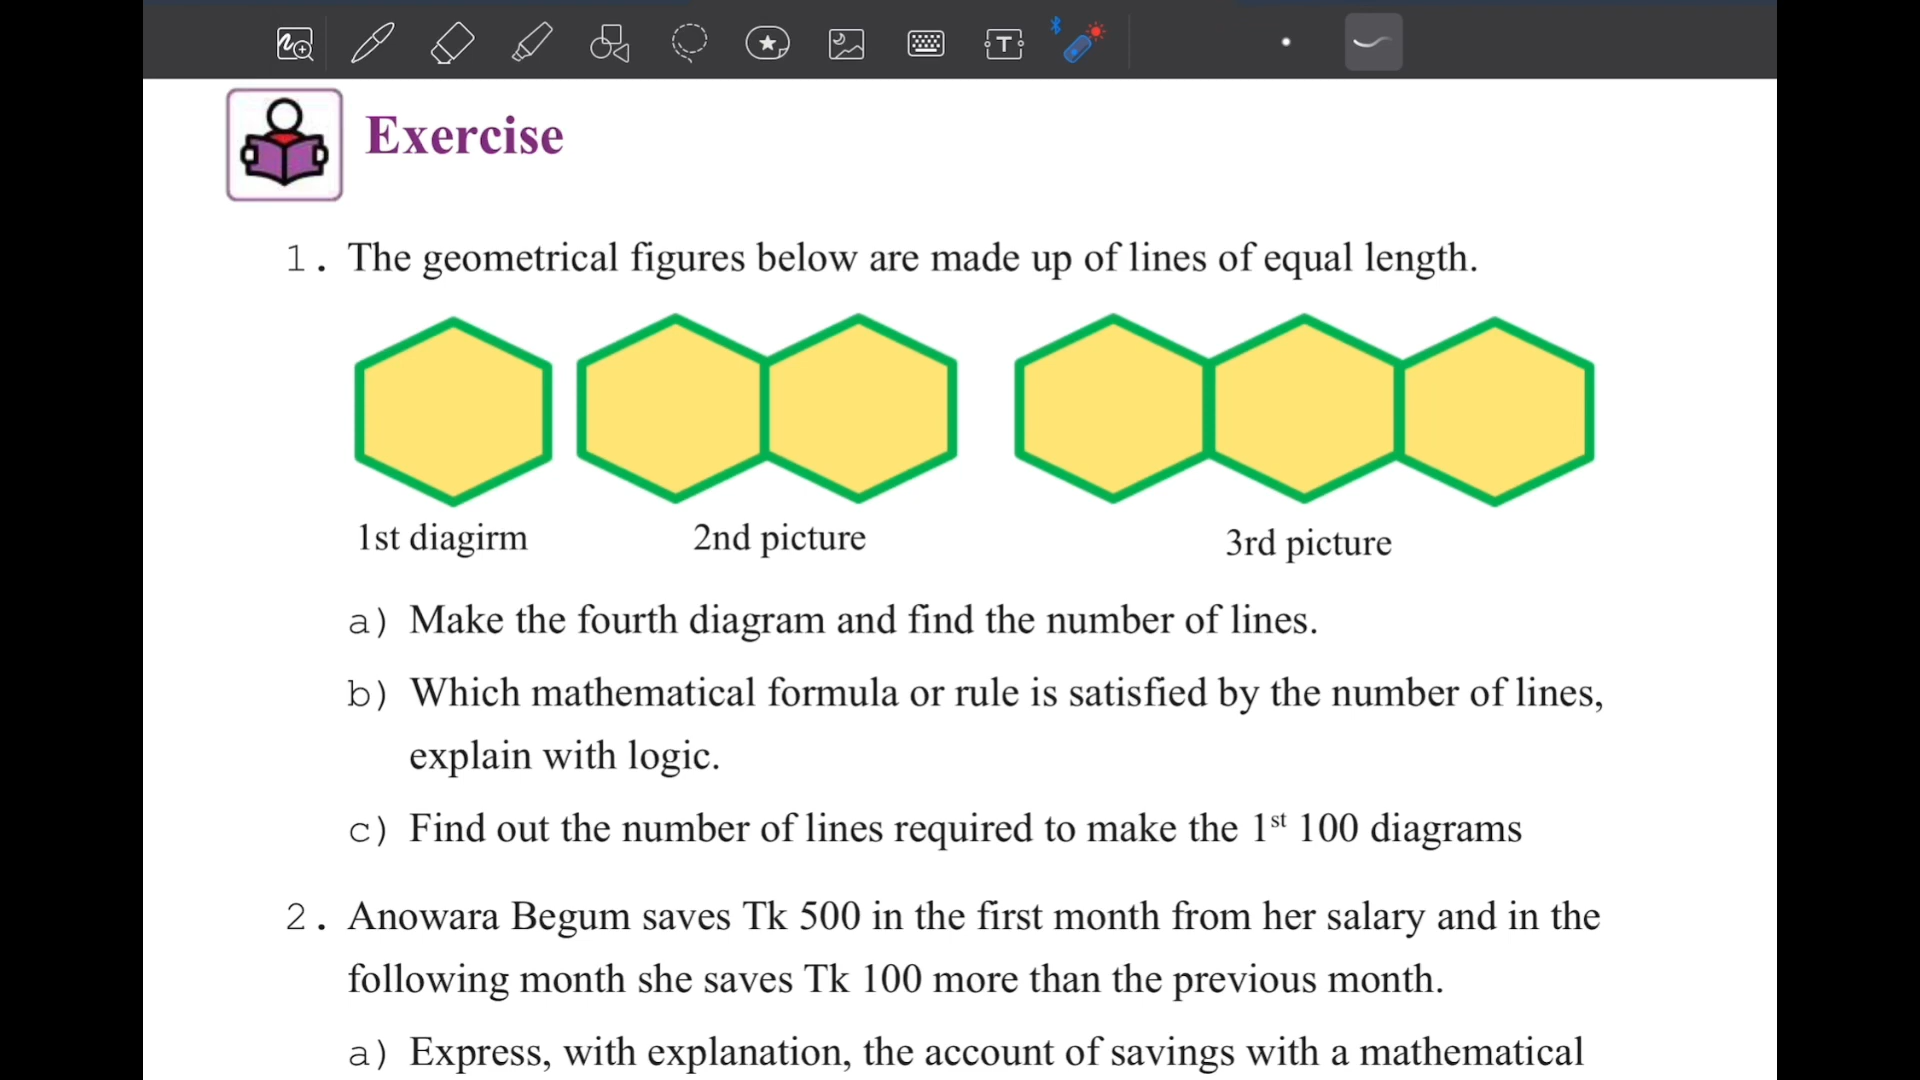 Exercise
1. The geometrical figures below are made up of lines of equal length.
1st diagirm
2nd picture
3rd picture
a) Make the fourth diagram and find the number of lines.
b) Which mathematical formula or rule is satisfied by the number of lines,
explain with logic.
c) Find out the number of lines required to make the 1st 100 diagrams
2. Anowara Begum saves Tk 500 in the first month from her salary and in the
following month she saves Tk 100 more than the previous month.
a) Express, with explanation, the account of savings with a mathematical